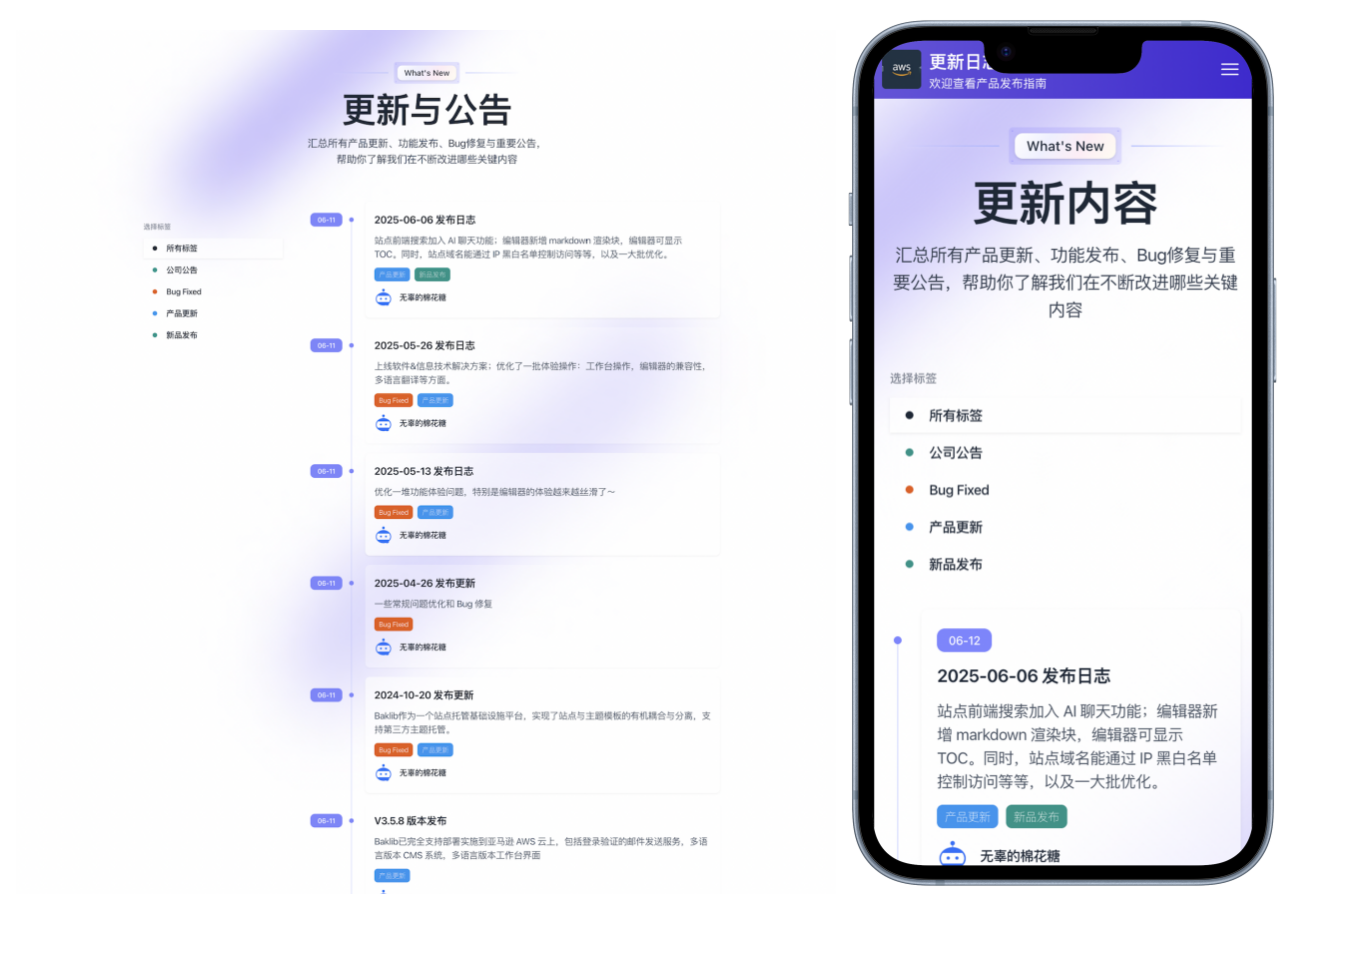 What's New
更新与公告
汇总所有产品更新、功能发布、Bug修复与重要公告，
帮助你了解我们在不断改进哪些关键内容
选择标签
所有标签
公司公告
Bug Fixed
产品更新
新品发布
06-11
2025-06-06 发布日志
站点前端搜索加入 AI 聊天功能；编辑器新增 markdown 渲染块，编辑器可显示
TOC。同时，站点域名能通过 IP 黑白名单控制访问等等，以及一大批优化。
产品更新 新品发布
无辜的棉花糖
06-11
2025-05-26 发布日志
上线软件&信息技术解决方案；优化了一批体验操作：工作台操作，编辑器的兼容性，
多语言翻译等方面。
Bug Fixed 产品更新
无辜的棉花糖
06-11
2025-05-13 发布日志
优化一堆功能体验问题，特别是编辑器的体验越来越丝滑了～
Bug Fixed 产品更新
无辜的棉花糖
06-11
2025-04-26 发布更新
一些常规问题优化和 Bug 修复
Bug Fixed
无辜的棉花糖
06-11
2024-10-20 发布更新
Baklib作为一个站点托管基础设施平台，实现了站点与主题模板的有机耦合与分离，支
持第三方主题托管。
Bug Fixed 产品更新
无辜的棉花糖
06-11
V3.5.8 版本发布
Baklib已完全支持部署实施到亚马逊 AWS 云上，包括登录验证的邮件发送服务，多语
言版本 CMS 系统，多语言版本工作台界面
产品更新
aws
更新日志
欢迎查看产品发布指南
What's New
更新内容
汇总所有产品更新、功能发布、Bug修复与重
要公告，帮助你了解我们在不断改进哪些关键
内容
选择标签
所有标签
公司公告
Bug Fixed
产品更新
新品发布
06-12
2025-06-06 发布日志
站点前端搜索加入 AI 聊天功能；编辑器新
增 markdown 渲染块，编辑器可显示
TOC。同时，站点域名能通过 IP 黑白名单
控制访问等等，以及一大批优化。
产品更新 新品发布
无辜的棉花糖